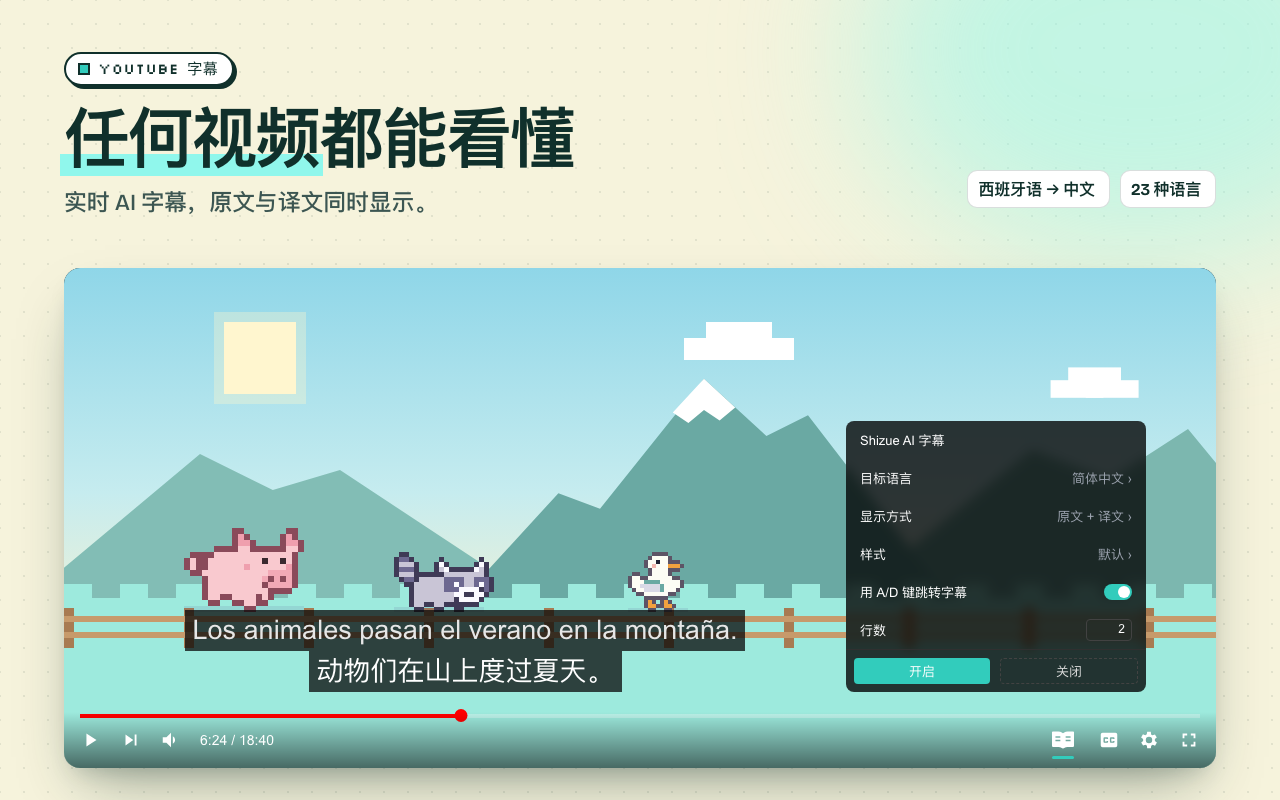 YOUTUBE 字幕
任何视频都能看懂
实时 AI 字幕，原文与译文同时显示。
西班牙语 → 中文
23 种语言
Shizue AI 字幕
目标语言 简体中文 ›
显示方式 原文 + 译文 ›
样式 默认 ›
用 A/D 键跳转字幕
行数 2
开启 关闭
Los animales pasan el verano en la montaña.
动物们在山上度过夏天。
6:24 / 18:40
CC